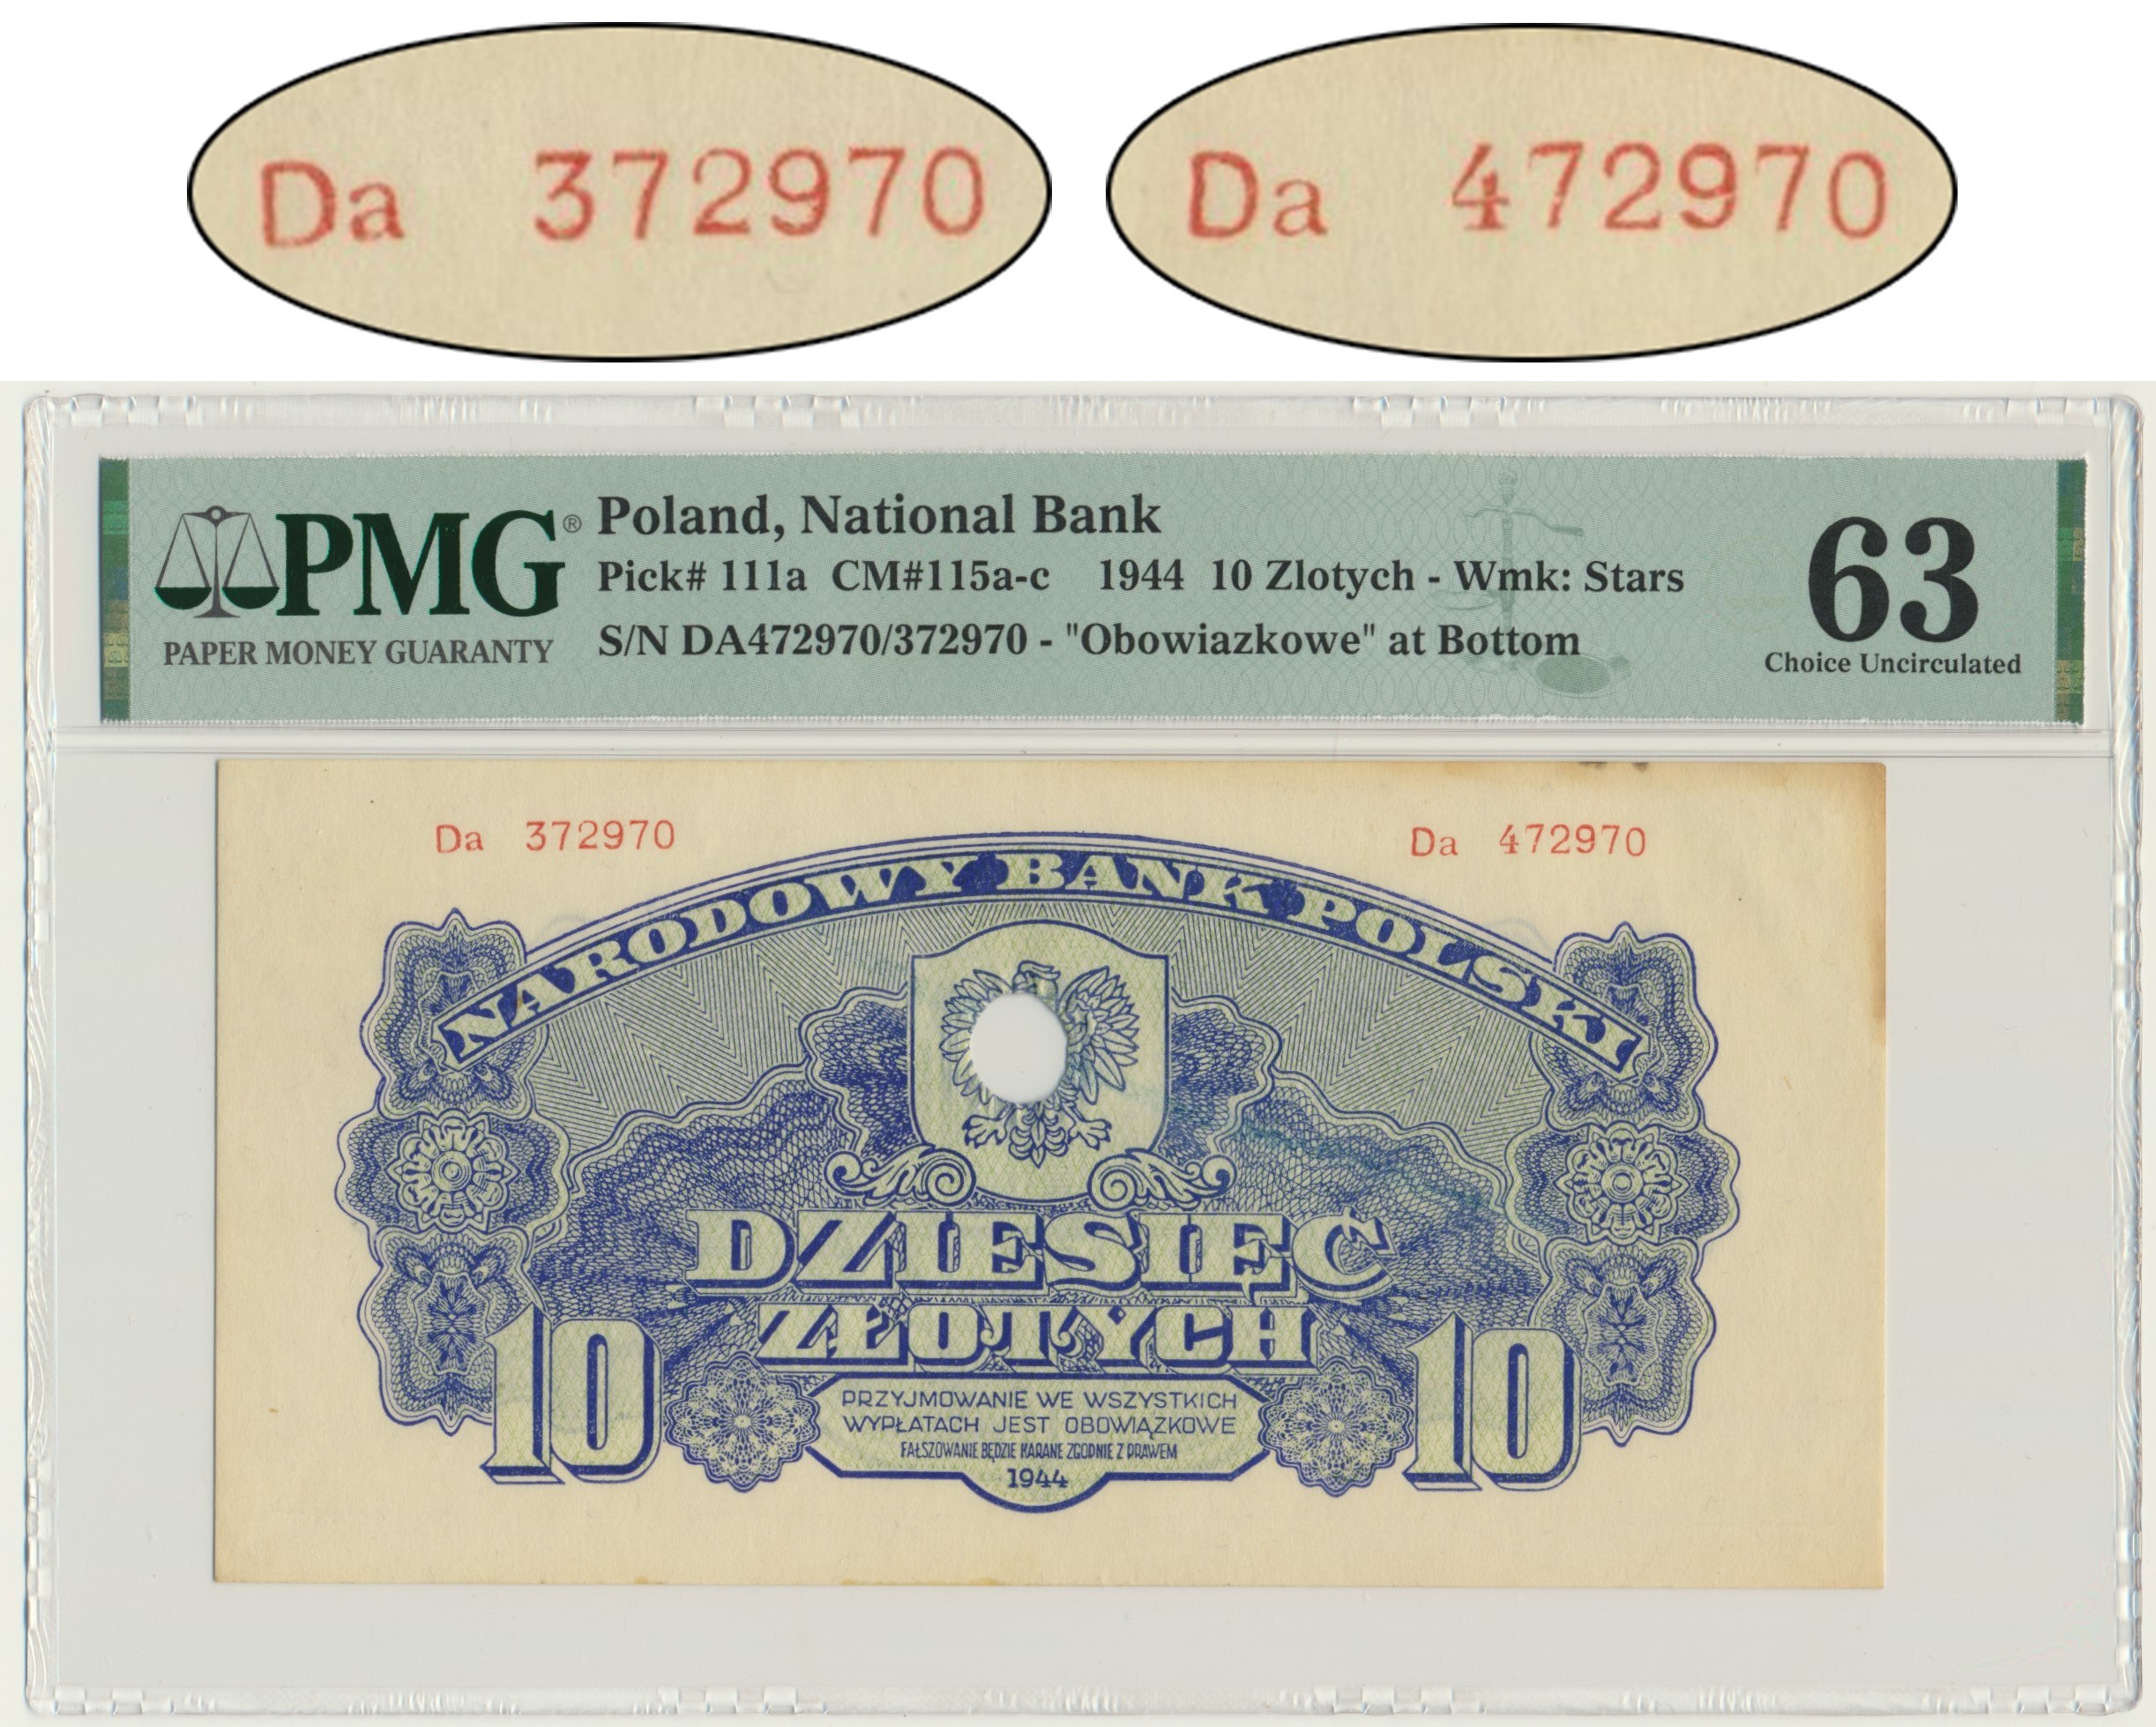 Da 372970
Da 472970
PMG®
PAPER MONEY GUARANTY
Poland, National Bank
Pick# 111a CM#115a-c 1944 10 Zlotych - Wmk: Stars
S/N DA472970/372970 - "Obowiazkowe" at Bottom
63
Choice Uncirculated
Da 372970
Da 472970
NARODOWY BANK POLSKI
DZIESIĘĆ
ZŁOTYCH
10
10
PRZYJMOWANIE WE WSZYSTKICH
WYPŁATACH JEST OBOWIĄZKOWE
FAŁSZOWANIE BĘDZIE KARANE ZGODNIE Z PRAWEM
1944